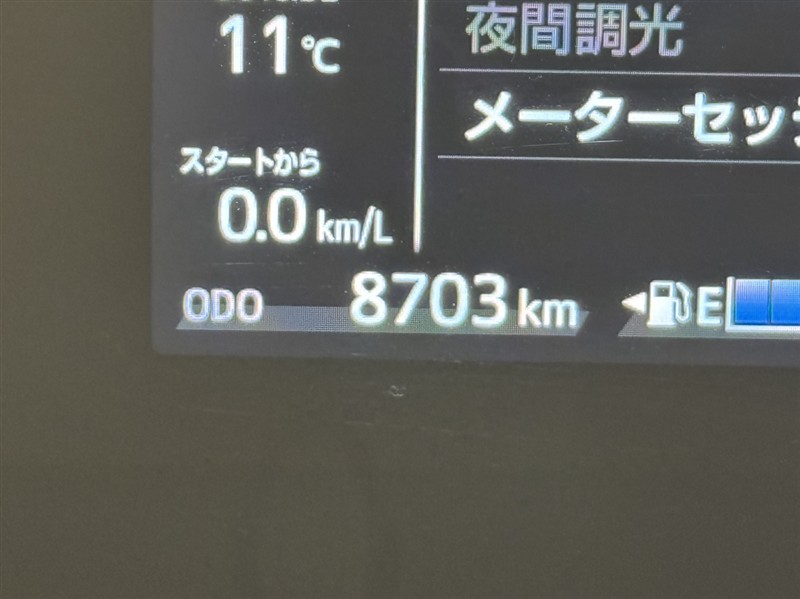 11℃
夜間調光
メーターセッ
スタートから
0.0 km/L
ODO 8703 km
E